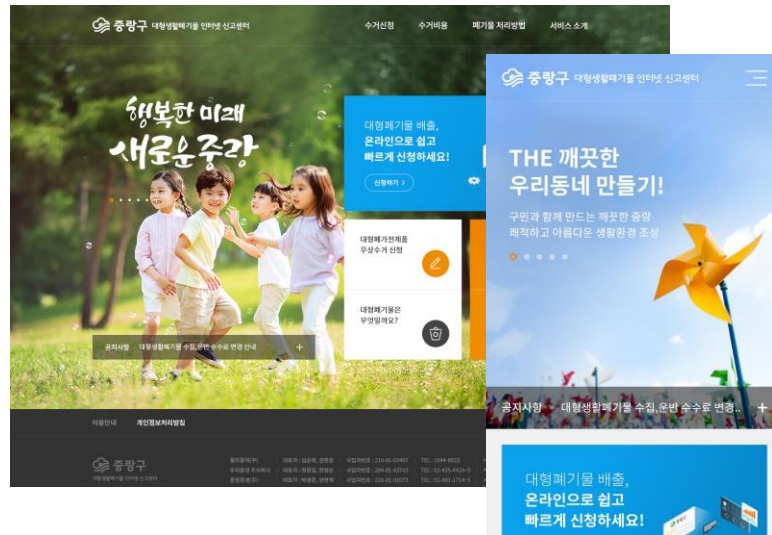 중랑구 대형생활폐기물 인터넷 신고센터
수거신청 수거비용 폐기물 처리방법 서비스 소개
행복한 미래
새로운 중랑
대형폐기물 배출,
온라인으로 쉽고
빠르게 신청하세요!
신청하기 >
대형폐가전제품
무상수거 신청
대형폐기물은
무엇일까요?
공지사항 대형생활폐기물 수집,운반 수수료 변경 안내 +
이용안내 개인정보처리방침
중랑구
대형생활폐기물 인터넷 신고센터
중랑구 대형생활폐기물 인터넷 신고센터
THE 깨끗한
우리동네 만들기!
구민과 함께 만드는 깨끗한 중랑
쾌적하고 아름다운 생활환경 조성
공지사항 대형생활폐기물 수집,운반 수수료 변경.. +
대형폐기물 배출,
온라인으로 쉽고
빠르게 신청하세요!